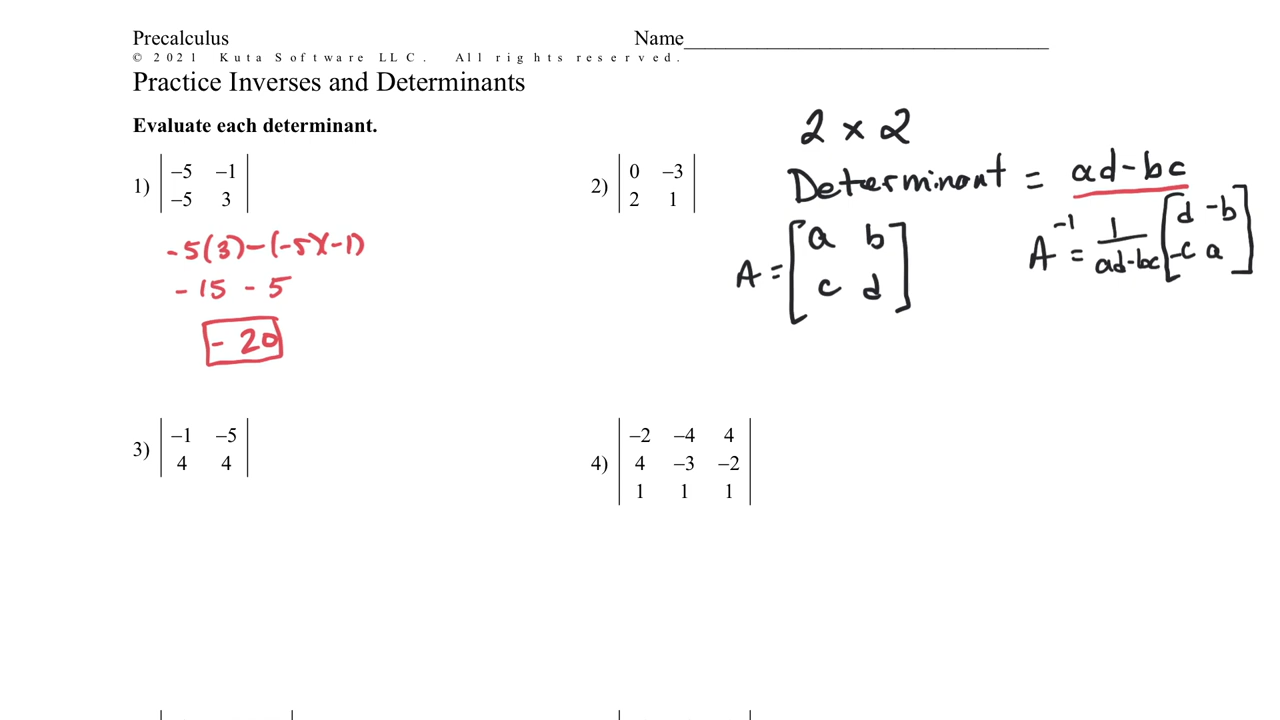 Precalculus
Name
© 2021 Kuta Software LLC. All rights reserved.
Practice Inverses and Determinants
Evaluate each determinant.
2 × 2
Determinant = ad-bc
1) | -5 -1 |
| -5 3 |
2) | 0 -3 |
| 2 1 |
A = [ a b
c d ]
A⁻¹ = 1/(ad-bc) [ d -b
-c a ]
-5(3)-(-5)(-1)
-15 - 5
-20
3) | -1 -5 |
| 4 4 |
4) | -2 -4 4 |
| 4 -3 -2 |
| 1 1 1 |